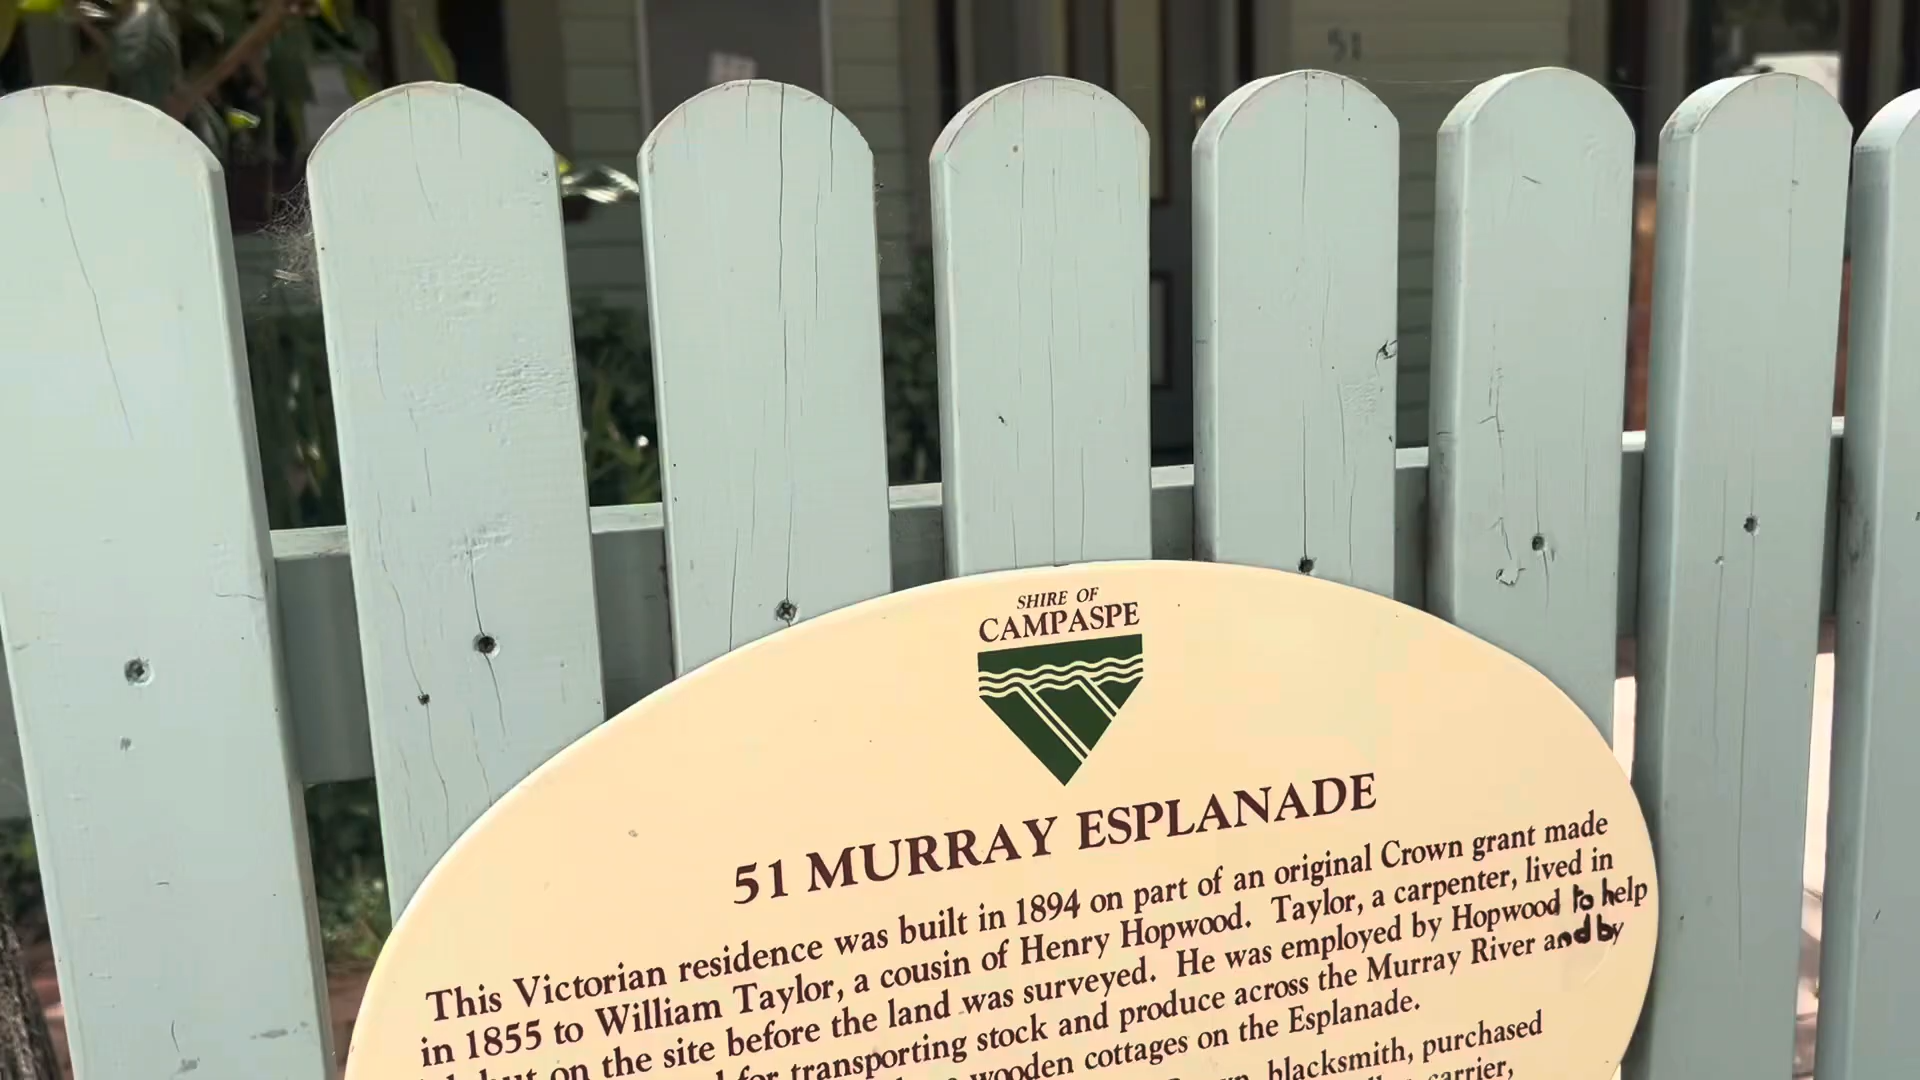 51
SHIRE OF
CAMPASPE
51 MURRAY ESPLANADE
This Victorian residence was built in 1894 on part of an original Crown grant made
in 1855 to William Taylor, a cousin of Henry Hopwood. Taylor, a carpenter, lived in
hut on the site before the land was surveyed. He was employed by Hopwood to help
for transporting stock and produce across the Murray River and by
wooden cottages on the Esplanade.
blacksmith, purchased
carrier,